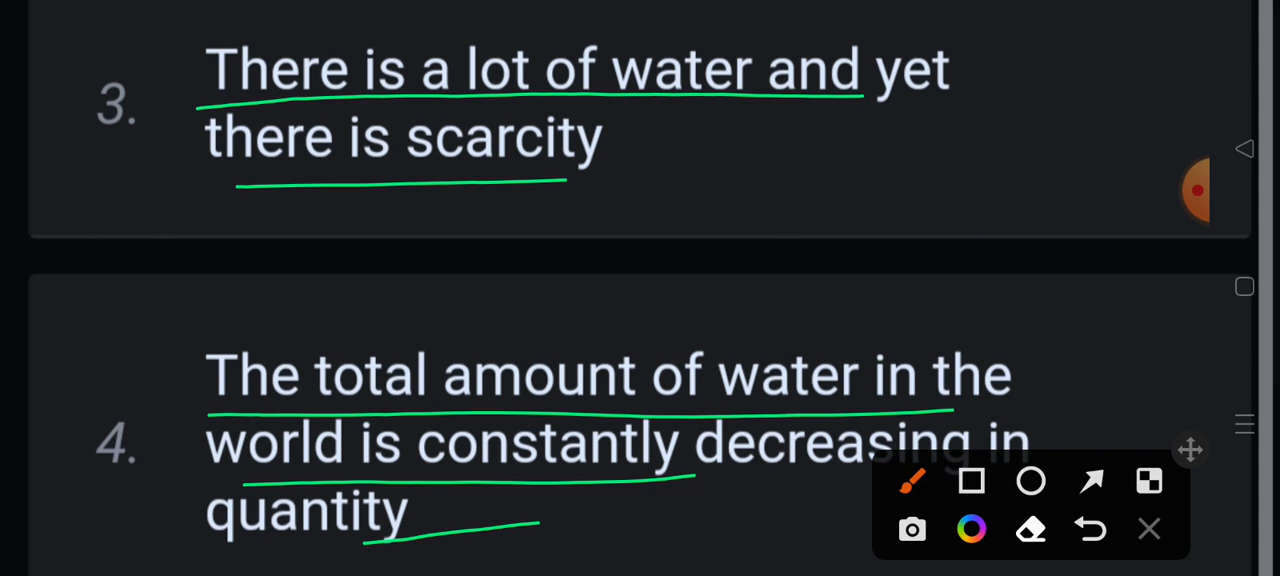 3.
There is a lot of water and yet
there is scarcity
The total amount of water in the
4.
world is constantly decreasing in
quantity